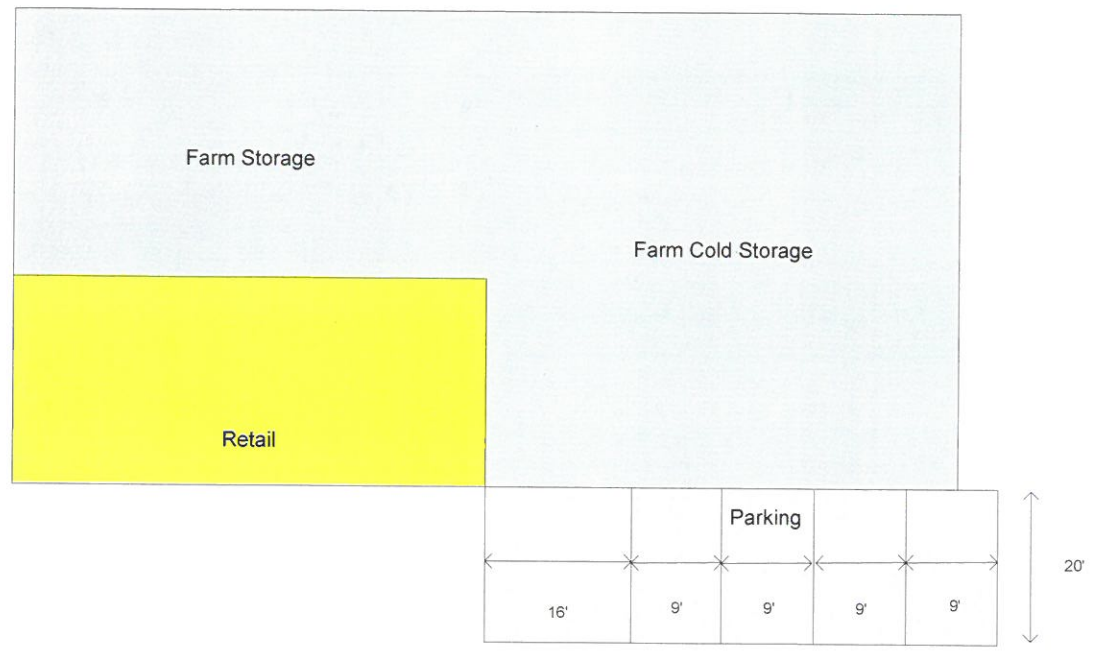 Farm Storage
Farm Cold Storage
Retail
Parking
20'
16'
9'
9'
9'
9'